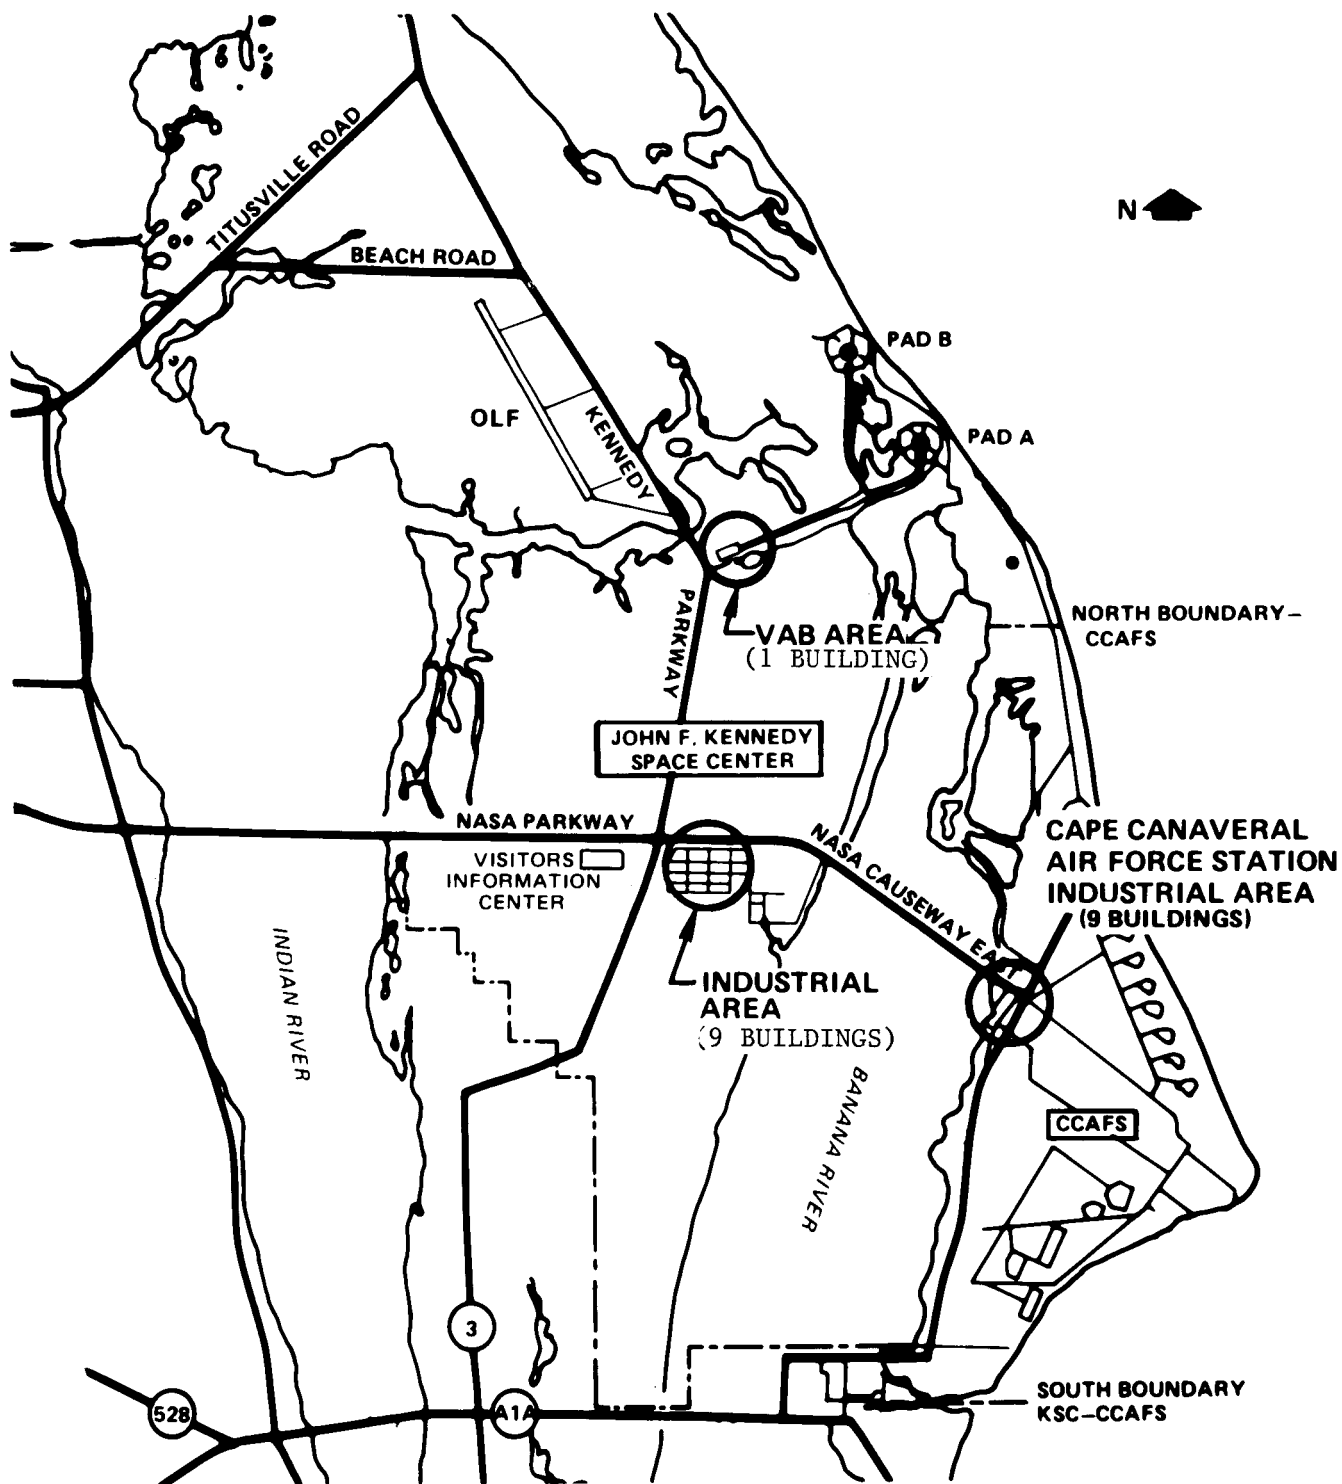 TITUSVILLE ROAD
N
BEACH ROAD
PAD B
OLF
KENNEDY
PAD A
PARKWAY
NORTH BOUNDARY–
CCAFS
VAB AREA
(1 BUILDING)
JOHN F. KENNEDY
SPACE CENTER
NASA PARKWAY
NASA CAUSEWAY EAST
CAPE CANAVERAL
AIR FORCE STATION
INDUSTRIAL AREA
(9 BUILDINGS)
VISITORS
INFORMATION
CENTER
INDIAN RIVER
INDUSTRIAL
AREA
(9 BUILDINGS)
BANANA RIVER
CCAFS
3
528
A1A
SOUTH BOUNDARY
KSC–CCAFS